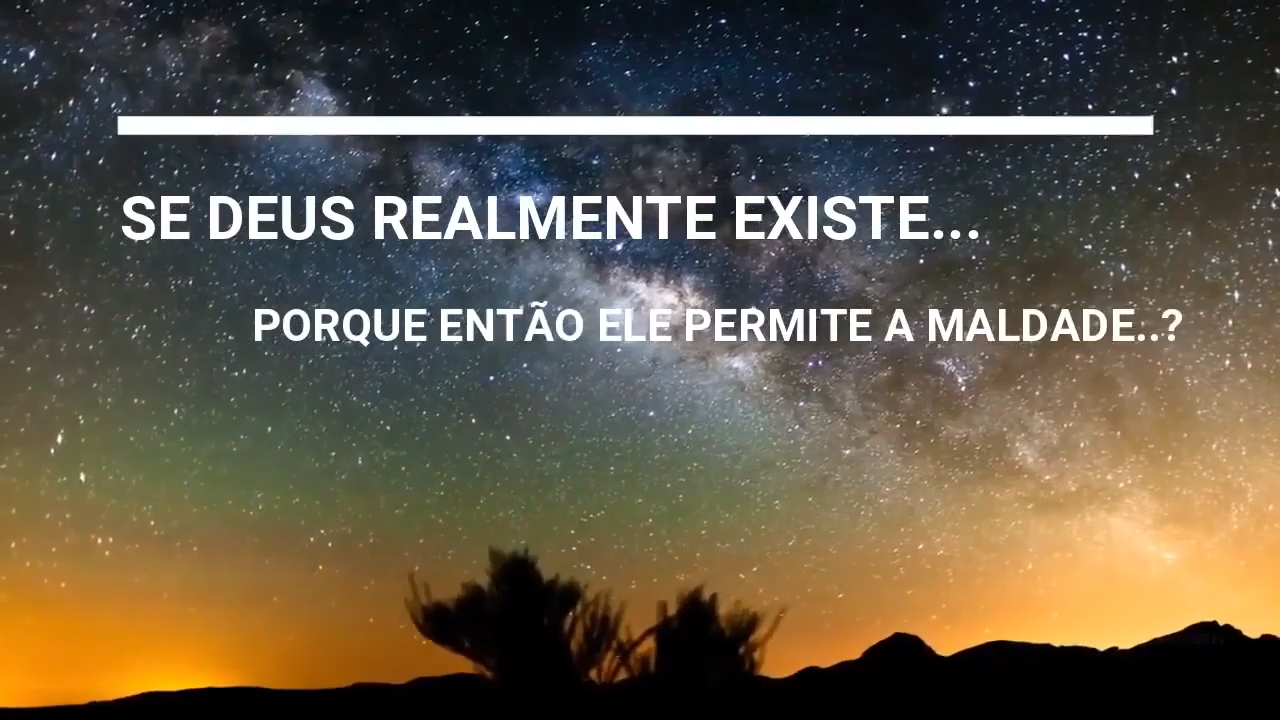 SE DEUS REALMENTE EXISTE...
PORQUE ENTÃO ELE PERMITE A MALDADE..?